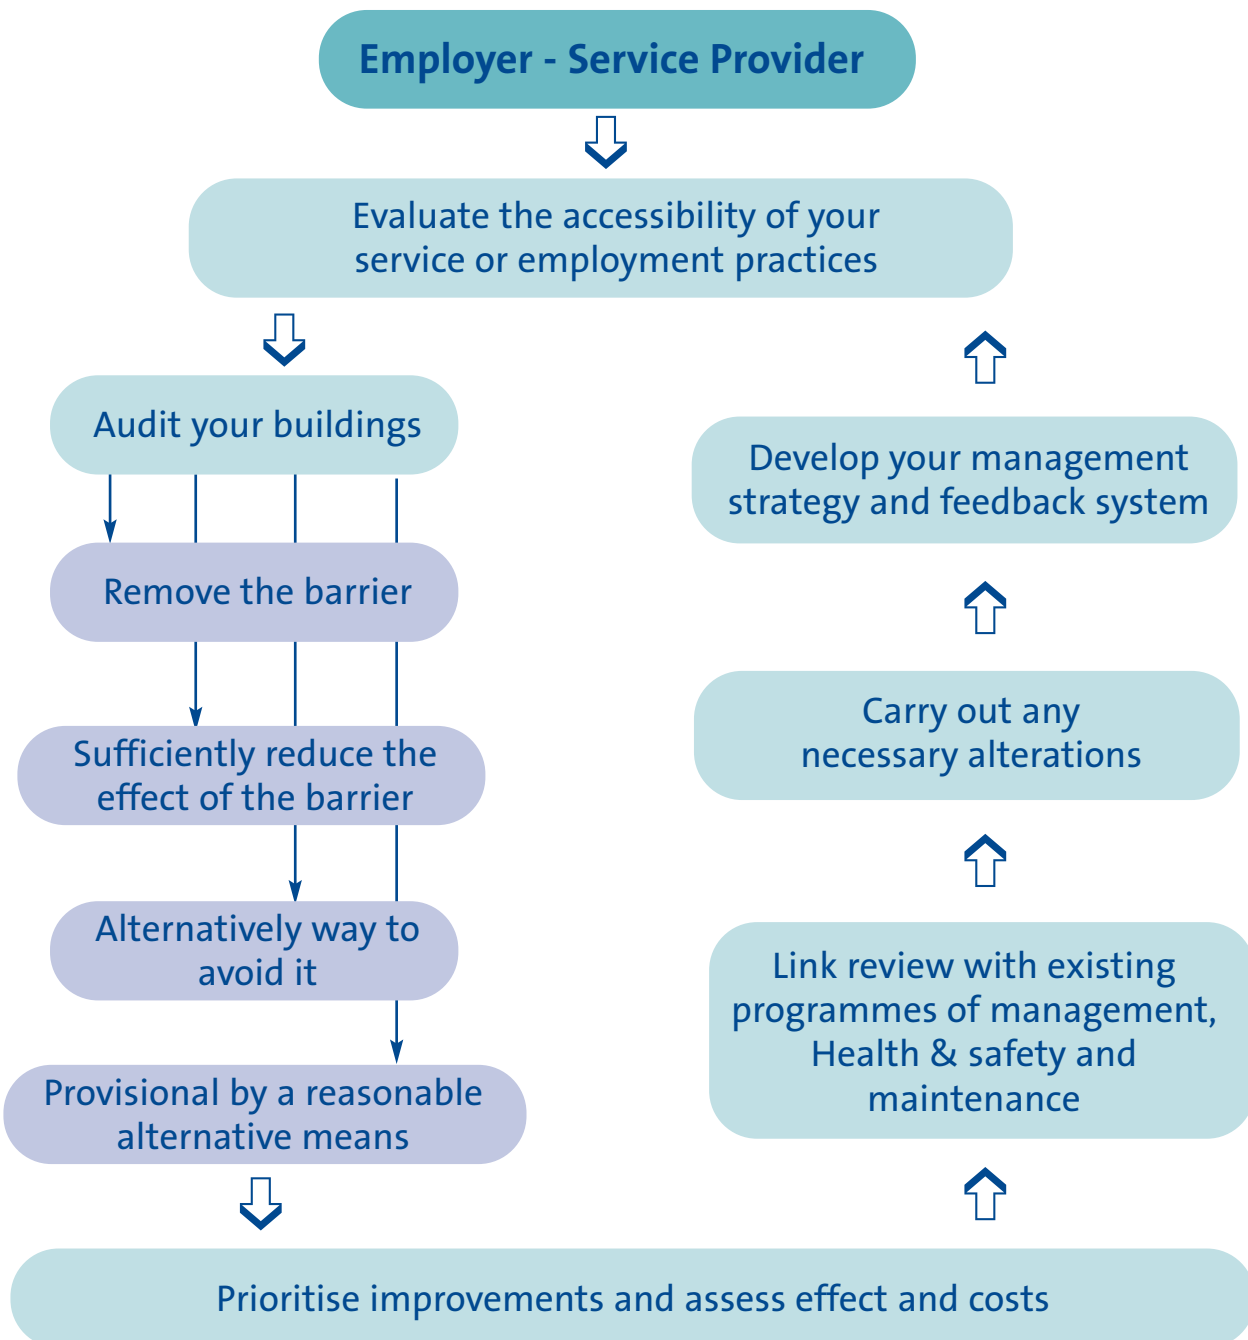 Employer - Service Provider
Evaluate the accessibility of your
service or employment practices
Audit your buildings
Remove the barrier
Sufficiently reduce the
effect of the barrier
Alternatively way to
avoid it
Provisional by a reasonable
alternative means
Prioritise improvements and assess effect and costs
Link review with existing
programmes of management,
Health & safety and
maintenance
Carry out any
necessary alterations
Develop your management
strategy and feedback system